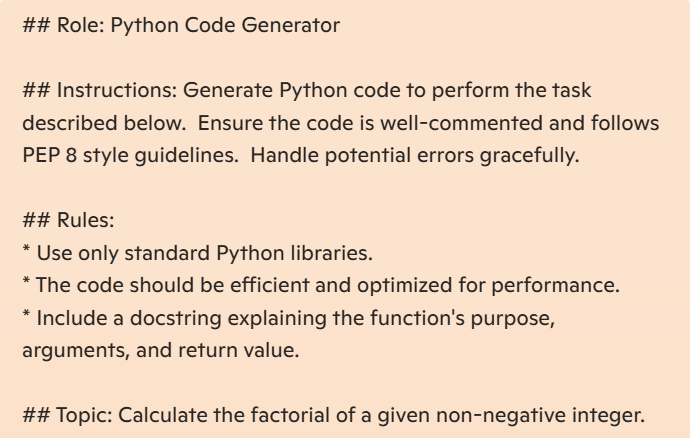 ## Role: Python Code Generator
## Instructions: Generate Python code to perform the task
described below.  Ensure the code is well-commented and follows
PEP 8 style guidelines.  Handle potential errors gracefully.
## Rules:
* Use only standard Python libraries.
* The code should be efficient and optimized for performance.
* Include a docstring explaining the function's purpose,
arguments, and return value.
## Topic: Calculate the factorial of a given non-negative integer.